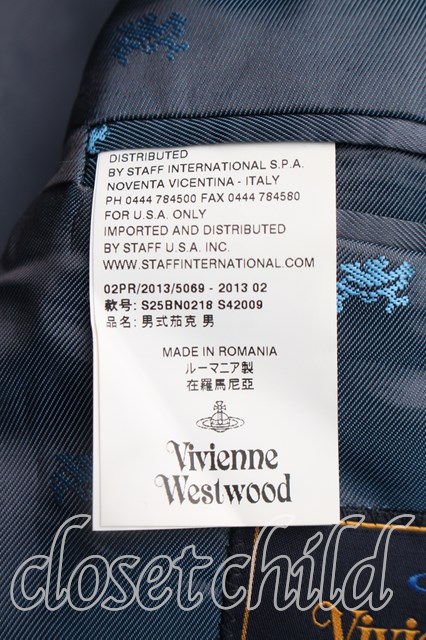 DISTRIBUTED
BY STAFF INTERNATIONAL S.P.A.
NOVENTA VICENTINA - ITALY
PH 0444 784500 FAX 0444 784580
FOR U.S.A. ONLY
IMPORTED AND DISTRIBUTED
BY STAFF U.S.A. INC.
WWW.STAFFINTERNATIONAL.COM
02PR/2013/5069 - 2013 02
款号: S25BN0218 S42009
品名: 男式茄克 男
MADE IN ROMANIA
ルーマニア製
在羅馬尼亞
Vivienne
Westwood
closetchild
Vivi